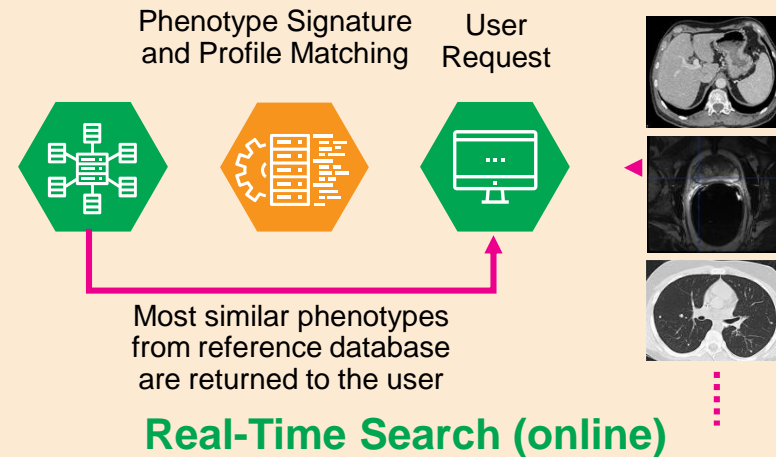 Phenotype Signature
and Profile Matching
User
Request
Most similar phenotypes
from reference database
are returned to the user
Real-Time Search (online)